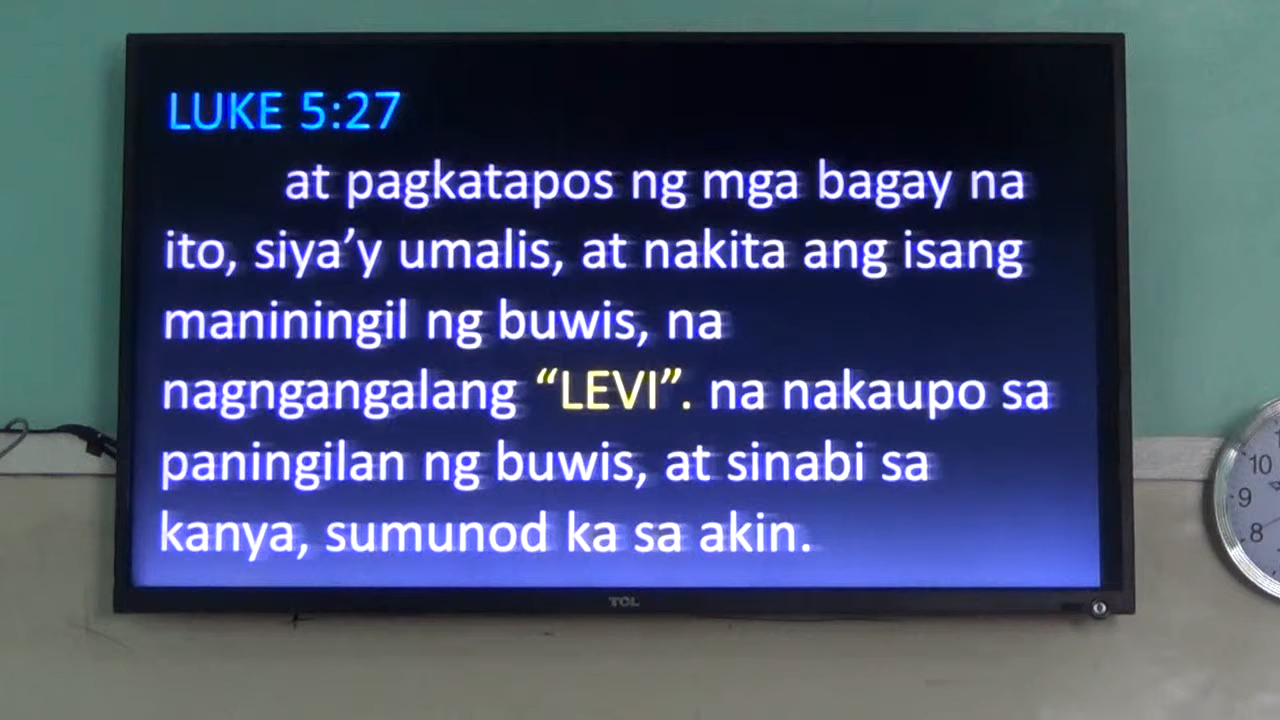 LUKE 5:27
at pagkatapos ng mga bagay na
ito, siya’y umalis, at nakita ang isang
maniningil ng buwis, na
nagngangalang “LEVI”. na nakaupo sa
paningilan ng buwis, at sinabi sa
kanya, sumunod ka sa akin.
TCL
10
9
8